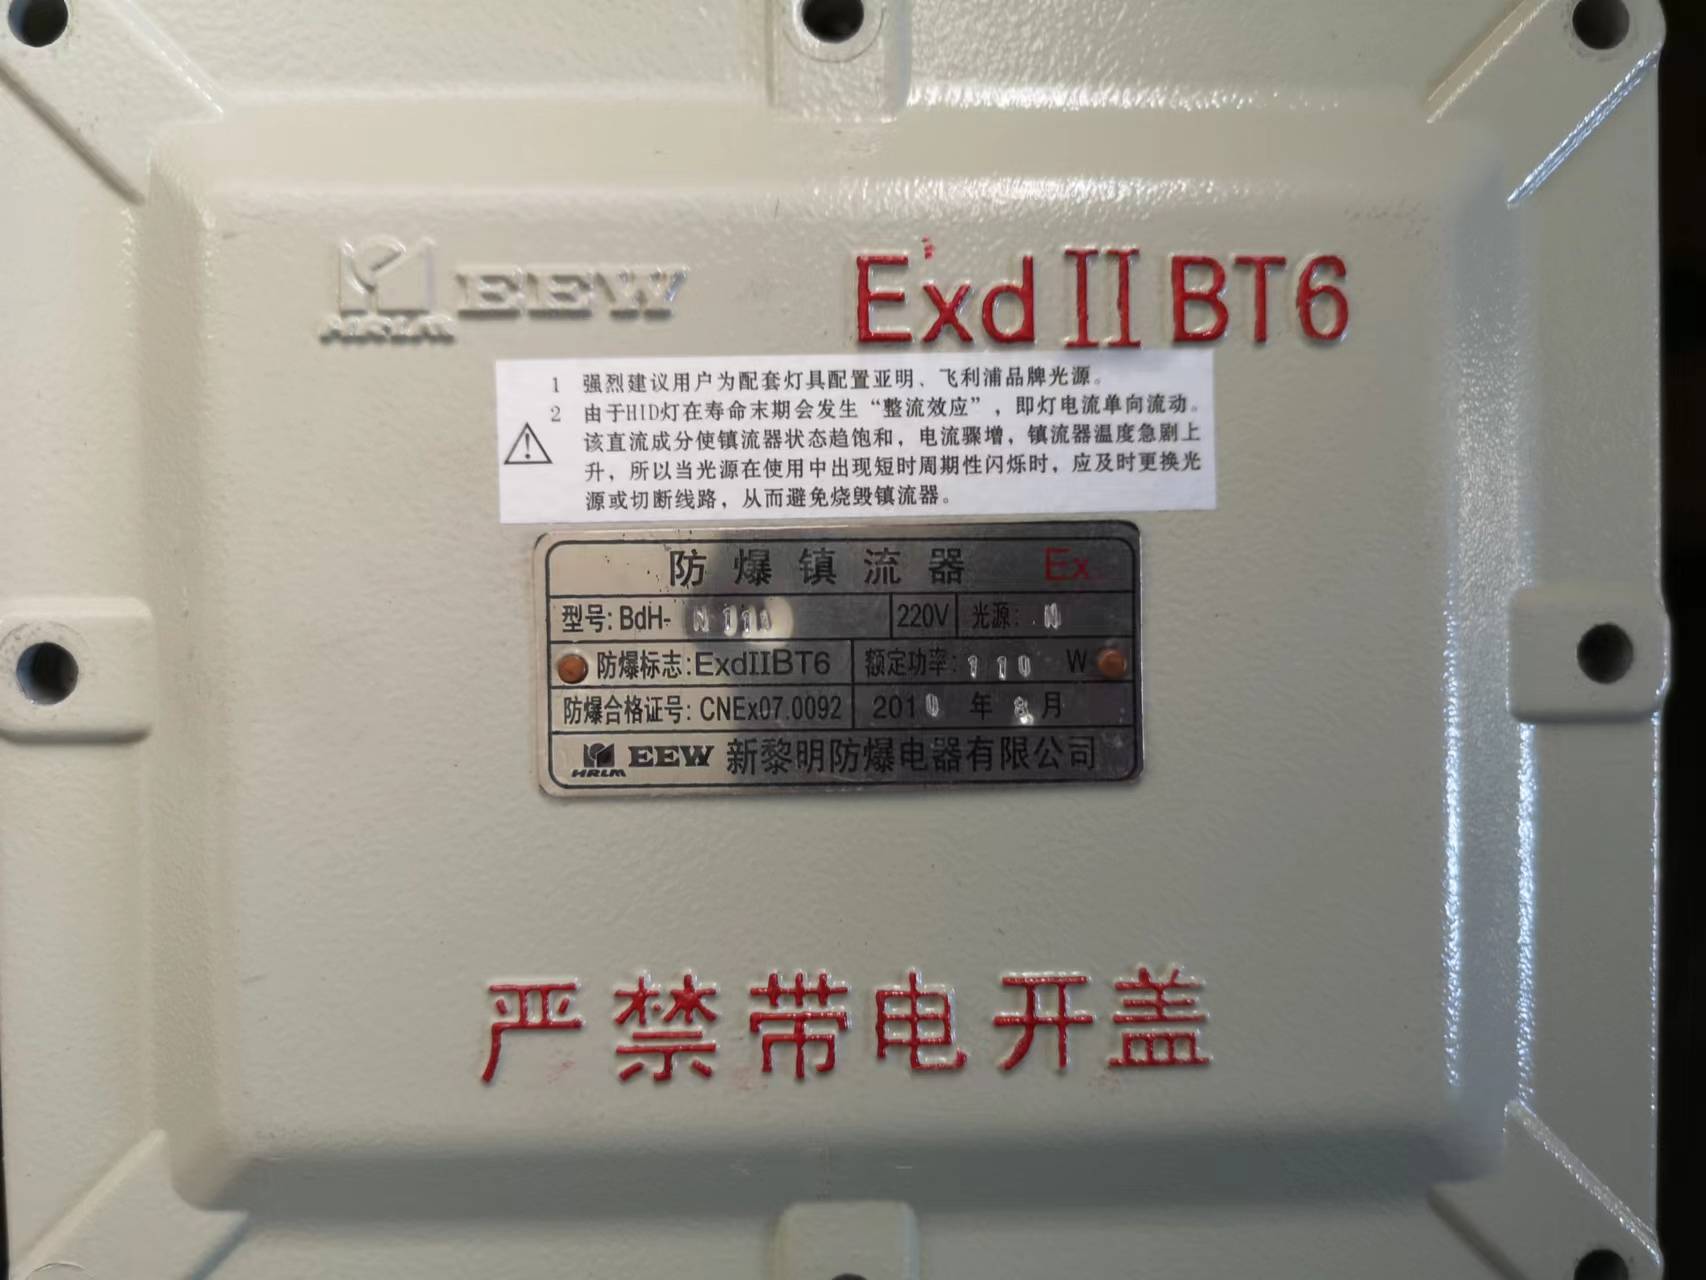 HRLM EEW ExdⅡBT6
1 强烈建议用户为配套灯具配置亚明、飞利浦品牌光源。
2 由于HID灯在寿命末期会发生“整流效应”，即灯电流单向流动。
该直流成分使镇流器状态趋饱和，电流骤增，镇流器温度急剧上
升，所以当光源在使用中出现短时周期性闪烁时，应及时更换光
源或切断线路，从而避免烧毁镇流器。
防爆镇流器 Ex
型号: BdH- N110 220V 光源: N
防爆标志: ExdIIBT6 额定功率: 110 W
防爆合格证号: CNEx07.0092 2010 年 8 月
HRLM EEW 新黎明防爆电器有限公司
严禁带电开盖